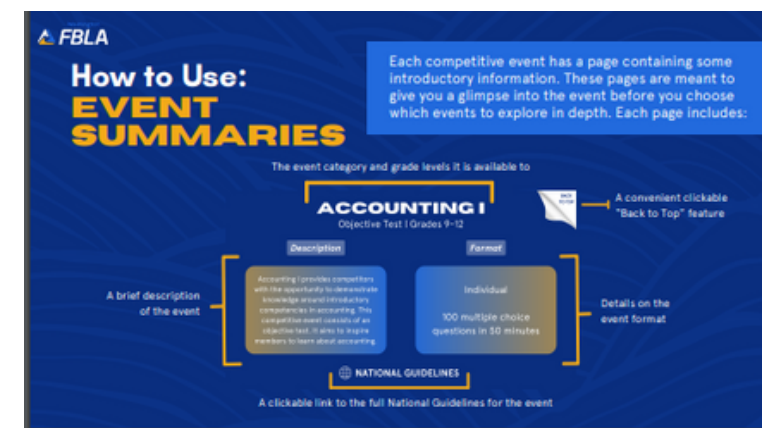 FBLA
How to Use:
EVENT
SUMMARIES
Each competitive event has a page containing some
introductory information. These pages are meant to
give you a glimpse into the event before you choose
which events to explore in depth. Each page includes:
The event category and grade levels it is available to
ACCOUNTING I
Objective Test | Grades 9-12
BACK
TO TOP
A convenient clickable
"Back to Top" feature
Description
Format
A brief description
of the event
Accounting I provides competitors
with the opportunity to demonstrate
knowledge around introductory
competencies in accounting. This
competitive event consists of an
objective test. It aims to inspire
members to learn about accounting.
Individual
100 multiple choice
questions in 50 minutes
Details on the
event format
NATIONAL GUIDELINES
A clickable link to the full National Guidelines for the event